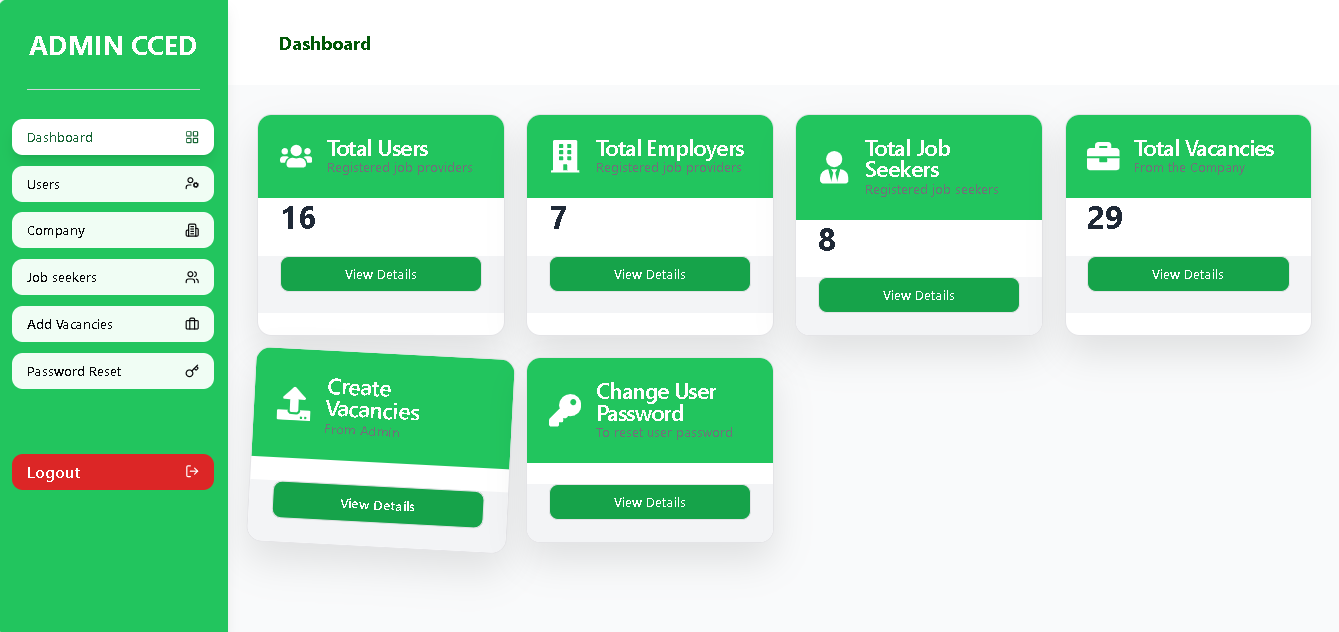 ADMIN CCED
Dashboard
Users
Company
Job seekers
Add Vacancies
Password Reset
Logout
Dashboard
Total Users
Registered job providers
16
View Details
Total Employers
Registered job providers
7
View Details
Total Job
Seekers
Registered job seekers
8
View Details
Total Vacancies
From the Company
29
View Details
Create
Vacancies
From Admin
View Details
Change User
Password
To reset user password
View Details